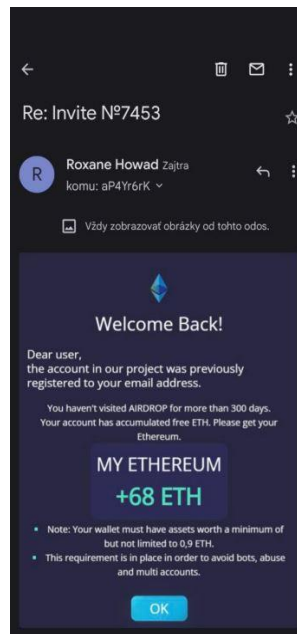 Re: Invite Nº7453
R
Roxane Howad Zajtra
komu: aP4Yr6rK
Vždy zobrazovať obrázky od tohto odos.
Welcome Back!
Dear user,
the account in our project was previously
registered to your email address.
You haven't visited AIRDROP for more than 300 days.
Your account has accumulated free ETH. Please get your
Ethereum.
MY ETHEREUM
+68 ETH
Note: Your wallet must have assets worth a minimum of
but not limited to 0,9 ETH.
This requirement is in place in order to avoid bots, abuse
and multi accounts.
OK